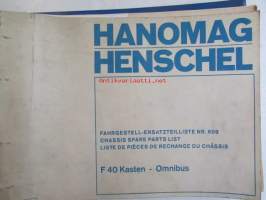 HANOMAG
HENSCHEL
FAHRGESTELL-ERSATZTEILLISTE NR.
CHASSIS SPARE PARTS LIST
LISTE DE PIÈCES DE RECHANGE DU CHÂSSIS
F 40 Kasten - Omnibus
antikvariaatti.net